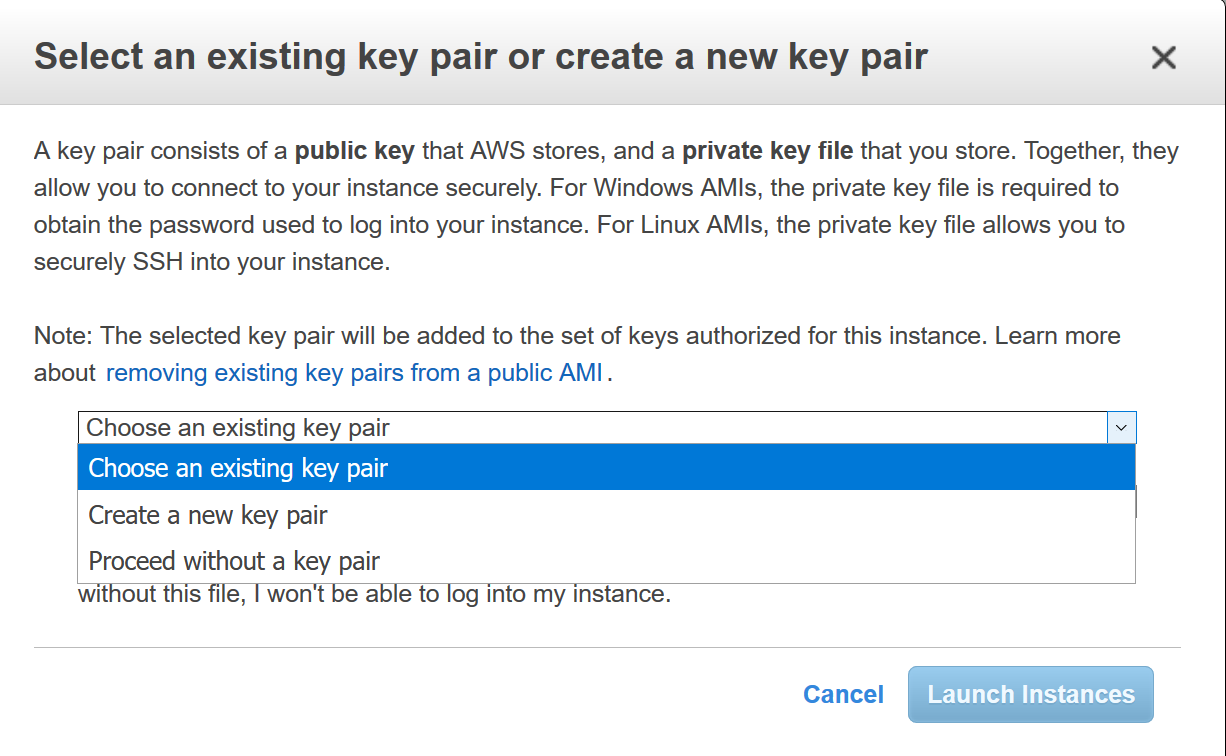 Select an existing key pair or create a new key pair
A key pair consists of a public key that AWS stores, and a private key file that you store. Together, they
allow you to connect to your instance securely. For Windows AMIs, the private key file is required to
obtain the password used to log into your instance. For Linux AMIs, the private key file allows you to
securely SSH into your instance.
Note: The selected key pair will be added to the set of keys authorized for this instance. Learn more
about removing existing key pairs from a public AMI.
Choose an existing key pair
Choose an existing key pair
Create a new key pair
Proceed without a key pair
without this file, I won't be able to log into my instance.
Cancel
Launch Instances